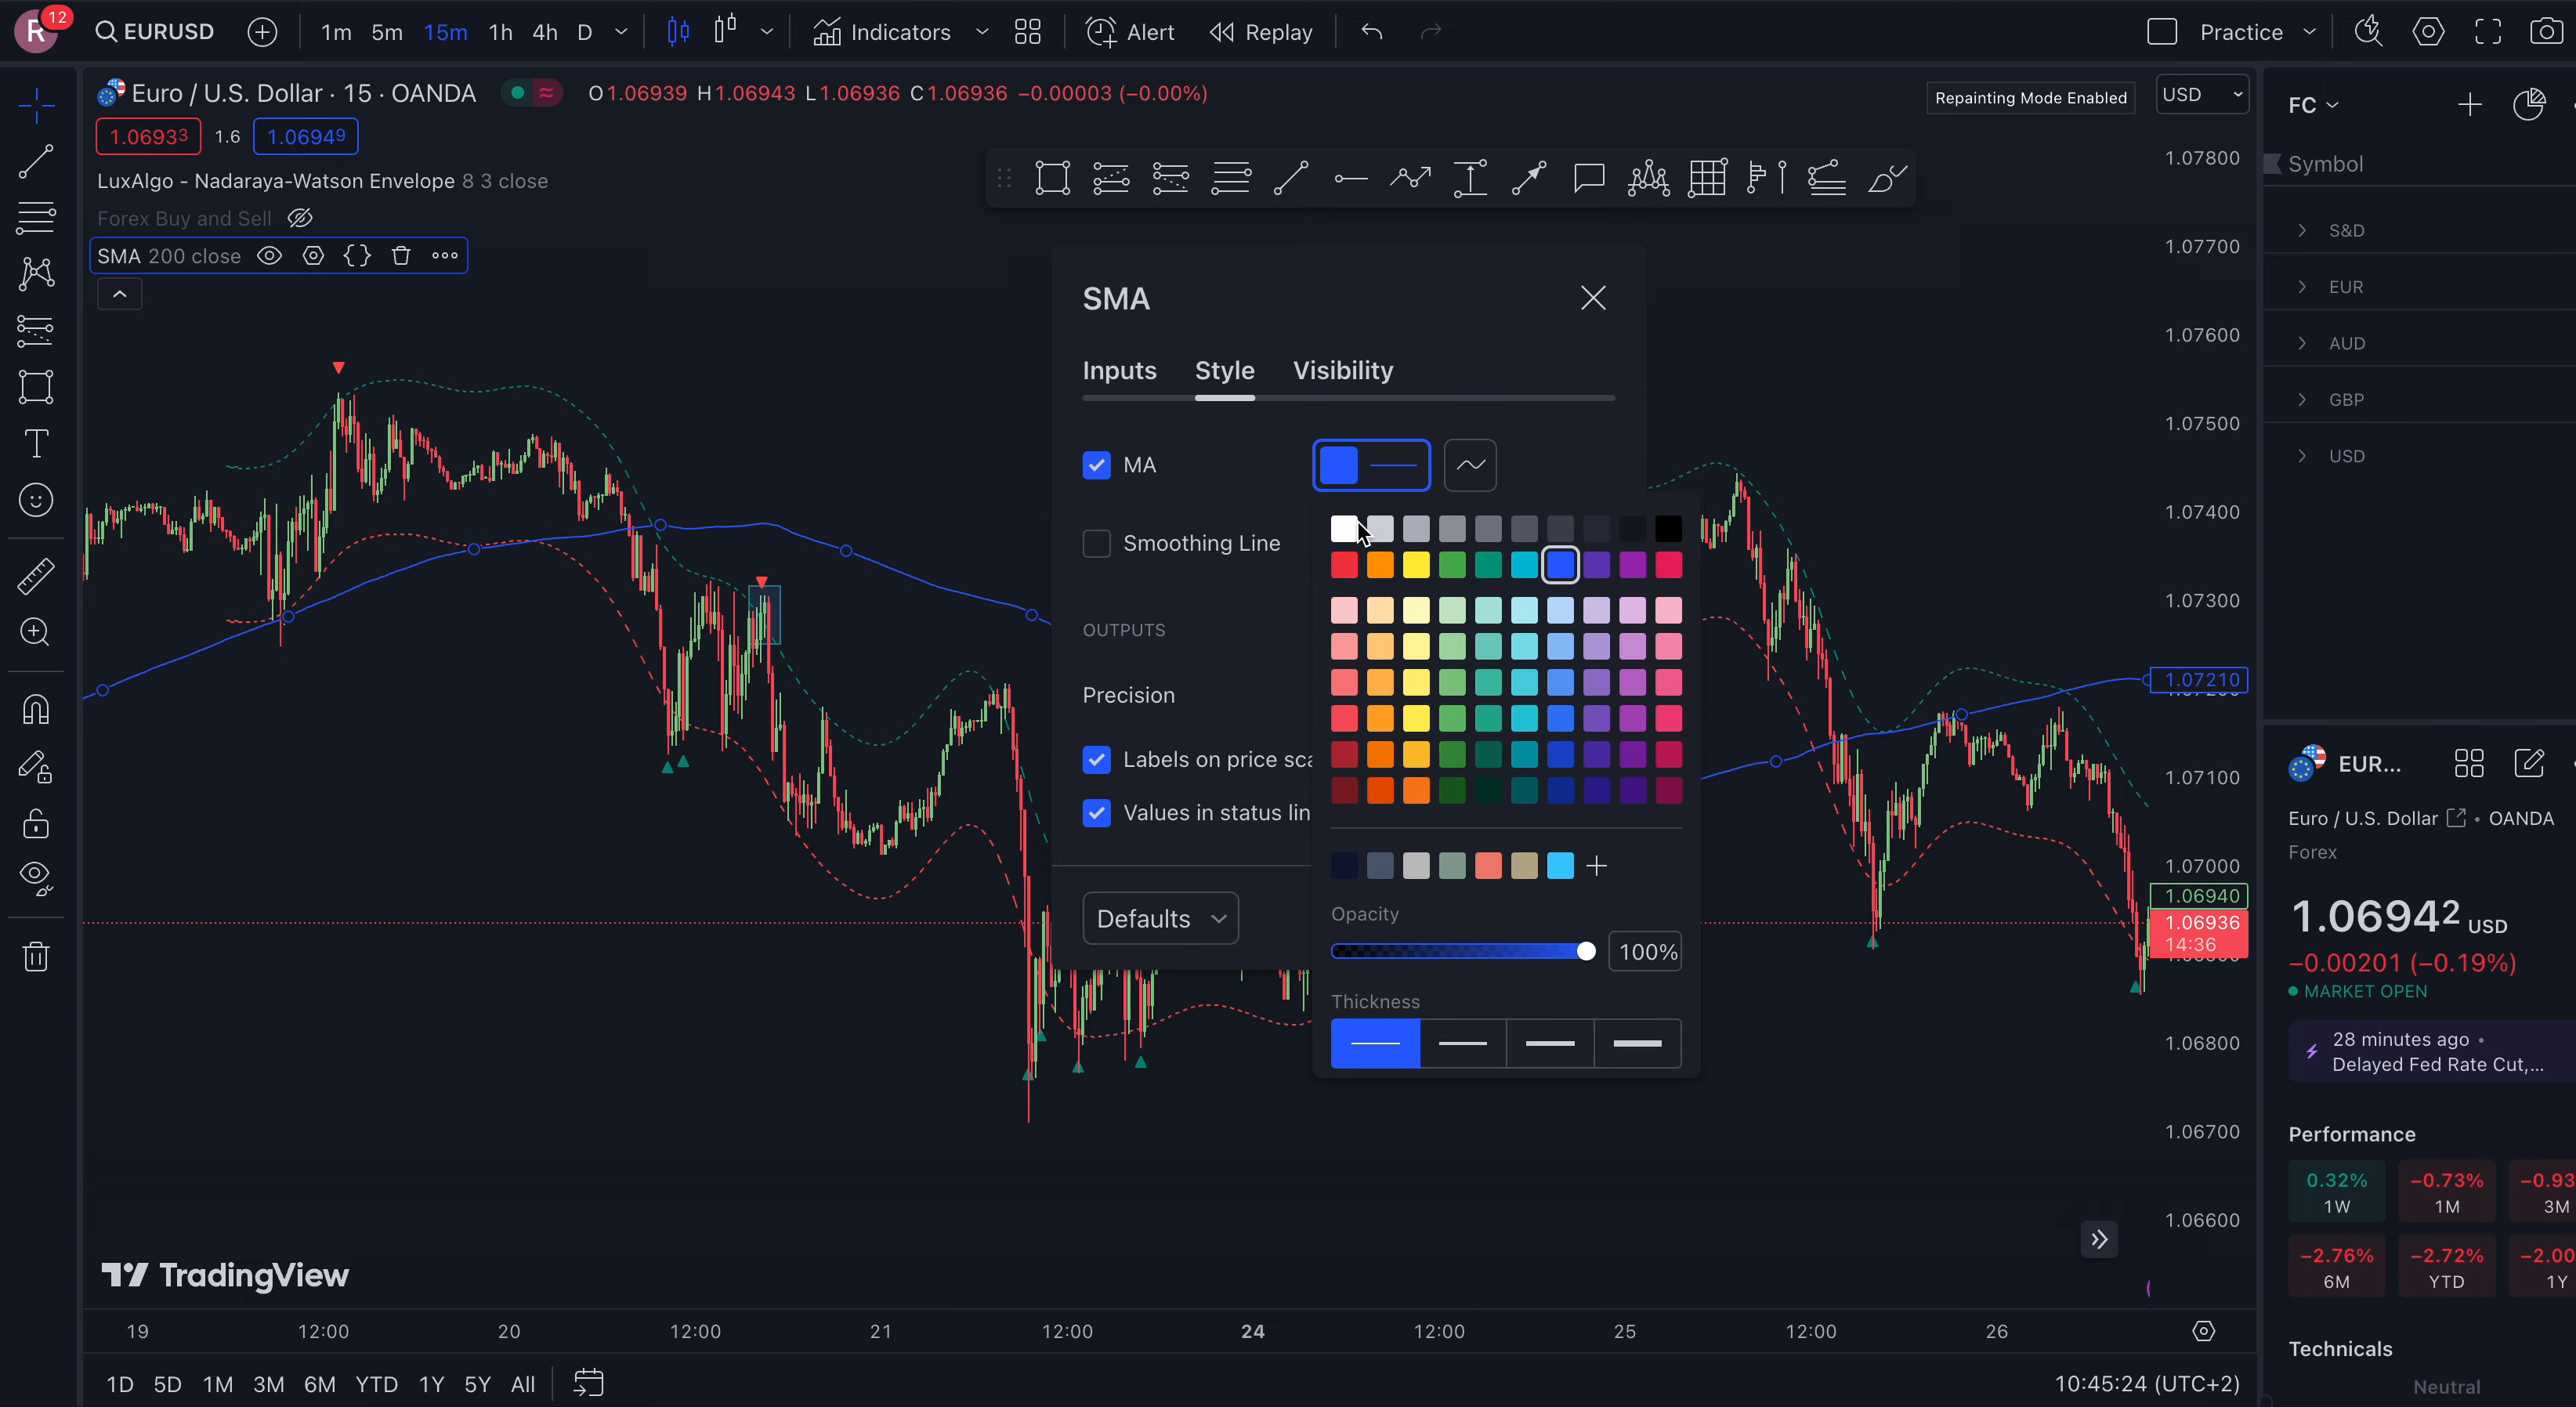 R 12 EURUSD 1m 5m 15m 1h 4h D Indicators Alert Replay Practice
Euro / U.S. Dollar · 15 · OANDA O1.06939 H1.06943 L1.06936 C1.06936 −0.00003 (−0.00%)
Repainting Mode Enabled USD
1.06933 1.6 1.06949
LuxAlgo - Nadaraya-Watson Envelope 8 3 close
Forex Buy and Sell
SMA 200 close
SMA
Inputs Style Visibility
MA
Smoothing Line
OUTPUTS
Precision
Labels on price sca
Values in status lin
Defaults
Opacity
100%
Thickness
1.07800
1.07700
1.07600
1.07500
1.07400
1.07300
1.07210
1.07100
1.07000
1.06940
1.06936
14:36
1.06800
1.06700
1.06600
TradingView
19 12:00 20 12:00 21 12:00 24 12:00 25 12:00 26
1D 5D 1M 3M 6M YTD 1Y 5Y All
10:45:24 (UTC+2)
FC
Symbol
S&D
EUR
AUD
GBP
USD
EUR...
Euro / U.S. Dollar • OANDA
Forex
1.06942 USD
−0.00201 (−0.19%)
MARKET OPEN
28 minutes ago •
Delayed Fed Rate Cut,...
Performance
0.32% −0.73% −0.93
1W 1M 3M
−2.76% −2.72% −2.00
6M YTD 1Y
Technicals
Neutral